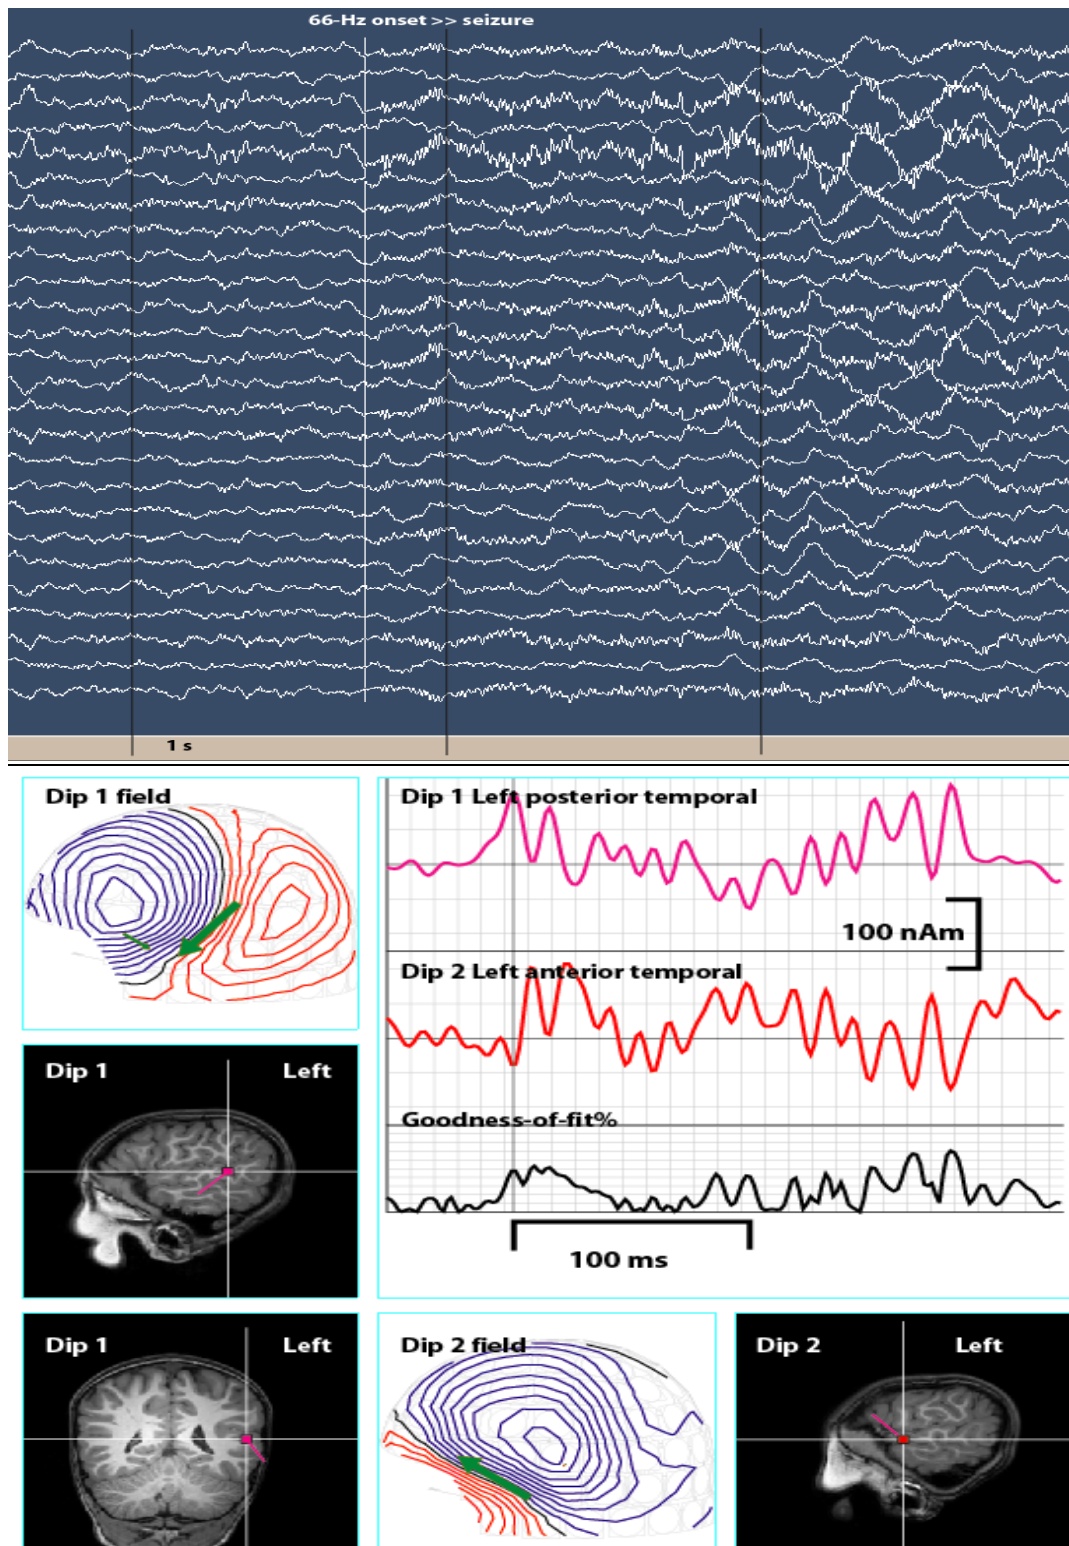 66-Hz onset >> seizure
1 s
Dip 1 field
Dip 1 Left posterior temporal
100 nAm
Dip 2 Left anterior temporal
Dip 1 Left
Goodness-of-fit%
100 ms
Dip 1 Left
Dip 2 field
Dip 2 Left